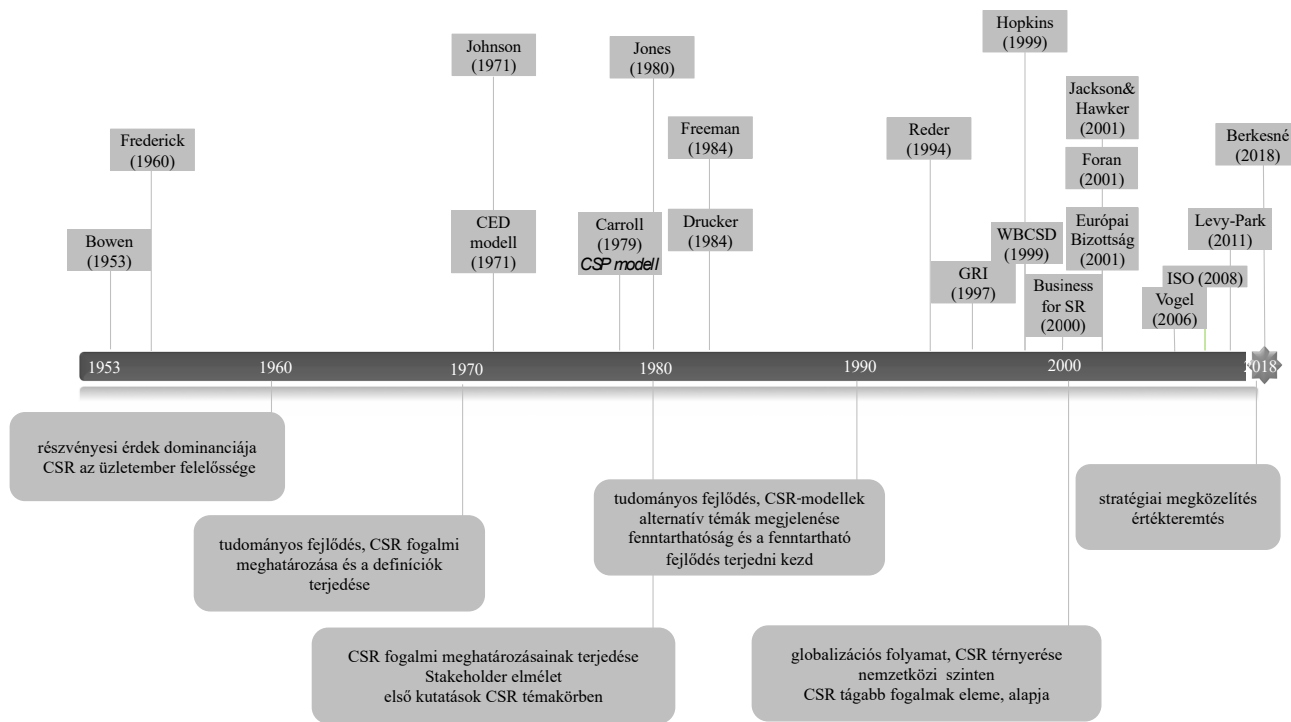 Hopkins
(1999)
Johnson
(1971)
Jones
(1980)
Jackson&
Hawker
(2001)
Frederick
(1960)
Freeman
(1984)
Reder
(1994)
Berkesné
(2018)
Foran
(2001)
Bowen
(1953)
CED
modell
(1971)
Carroll
(1979)
CSP modell
Drucker
(1984)
GRI
(1997)
WBCSD
(1999)
Business
for SR
(2000)
Európai
Bizottság
(2001)
Levy-Park
(2011)
ISO (2008)
Vogel
(2006)
1953
1960
1970
1980
1990
2000
2018
részvényesi érdek dominanciája
CSR az üzletember felelőssége
tudományos fejlődés, CSR fogalmi
meghatározása és a definíciók
terjedése
CSR fogalmi meghatározásainak terjedése
Stakeholder elmélet
első kutatások CSR témakörben
tudományos fejlődés, CSR-modellek
alternatív témák megjelenése
fenntarthatóság és a fenntartható
fejlődés terjedni kezd
globalizációs folyamat, CSR térnyerése
nemzetközi szinten
CSR tágabb fogalmak eleme, alapja
stratégiai megközelítés
értékteremtés